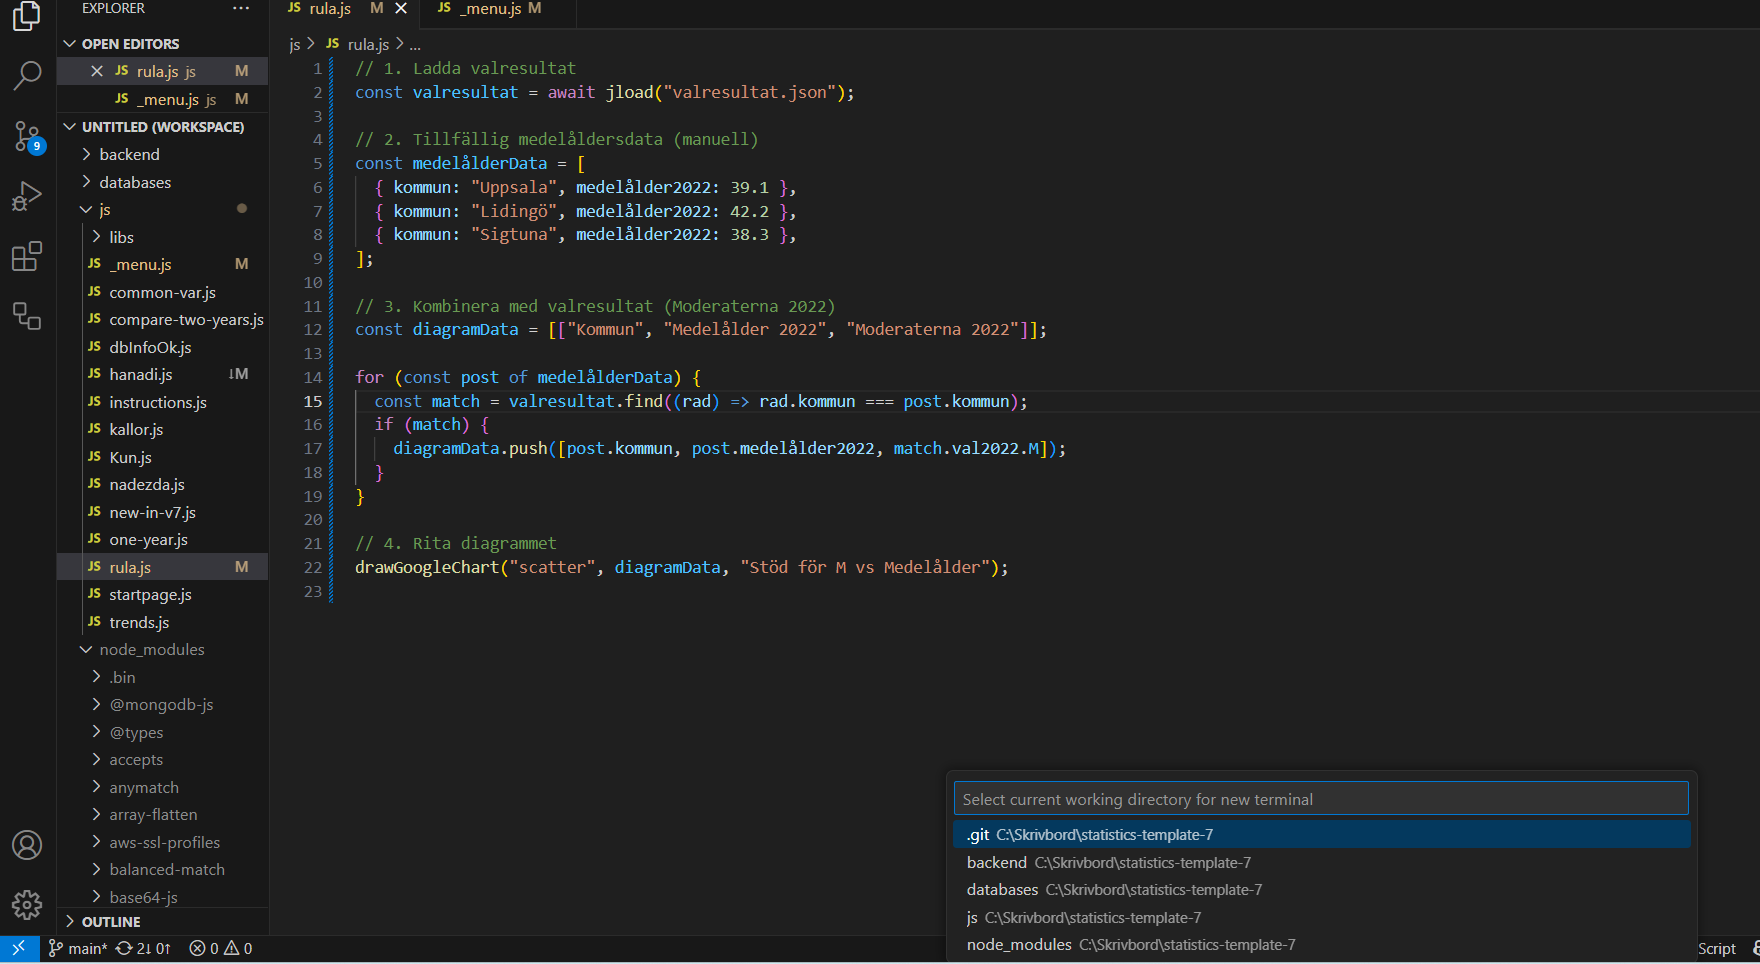 EXPLORER ...
OPEN EDITORS
JS rula.js js M
JS _menu.js js M
UNTITLED (WORKSPACE)
backend
databases
js
libs
JS _menu.js M
JS common-var.js
JS compare-two-years.js
JS dbInfoOk.js
JS hanadi.js ↓M
JS instructions.js
JS kallor.js
JS Kun.js
JS nadezda.js
JS new-in-v7.js
JS one-year.js
JS rula.js M
JS startpage.js
JS trends.js
node_modules
.bin
@mongodb-js
@types
accepts
anymatch
array-flatten
aws-ssl-profiles
balanced-match
base64-js
OUTLINE
9
JS rula.js M
JS _menu.js M
js > JS rula.js > ...
1 // 1. Ladda valresultat
2 const valresultat = await jload("valresultat.json");
3
4 // 2. Tillfällig medelåldersdata (manuell)
5 const medelålderData = [
6 { kommun: "Uppsala", medelålder2022: 39.1 },
7 { kommun: "Lidingö", medelålder2022: 42.2 },
8 { kommun: "Sigtuna", medelålder2022: 38.3 },
9 ];
10
11 // 3. Kombinera med valresultat (Moderaterna 2022)
12 const diagramData = [["Kommun", "Medelålder 2022", "Moderaterna 2022"]];
13
14 for (const post of medelålderData) {
15 const match = valresultat.find((rad) => rad.kommun === post.kommun);
16 if (match) {
17 diagramData.push([post.kommun, post.medelålder2022, match.val2022.M]);
18 }
19 }
20
21 // 4. Rita diagrammet
22 drawGoogleChart("scatter", diagramData, "Stöd för M vs Medelålder");
23
Select current working directory for new terminal
.git C:\Skrivbord\statistics-template-7
backend C:\Skrivbord\statistics-template-7
databases C:\Skrivbord\statistics-template-7
js C:\Skrivbord\statistics-template-7
node_modules C:\Skrivbord\statistics-template-7
main* 2↓ 0↑ 0 0
Script